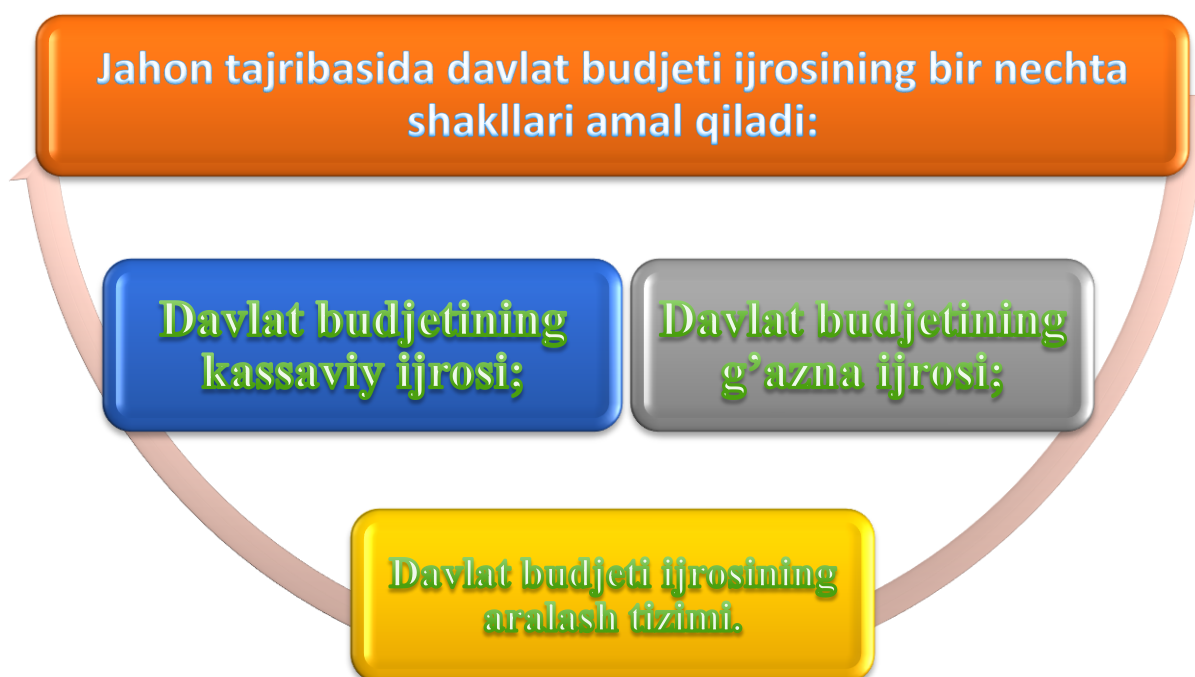 Jahon tajribasida davlat budjeti ijrosining bir nechta
shakllari amal qiladi:
Davlat budjetining
kassaviy ijrosi;
Davlat budjetining
g’azna ijrosi;
Davlat budjeti ijrosining
aralash tizimi.